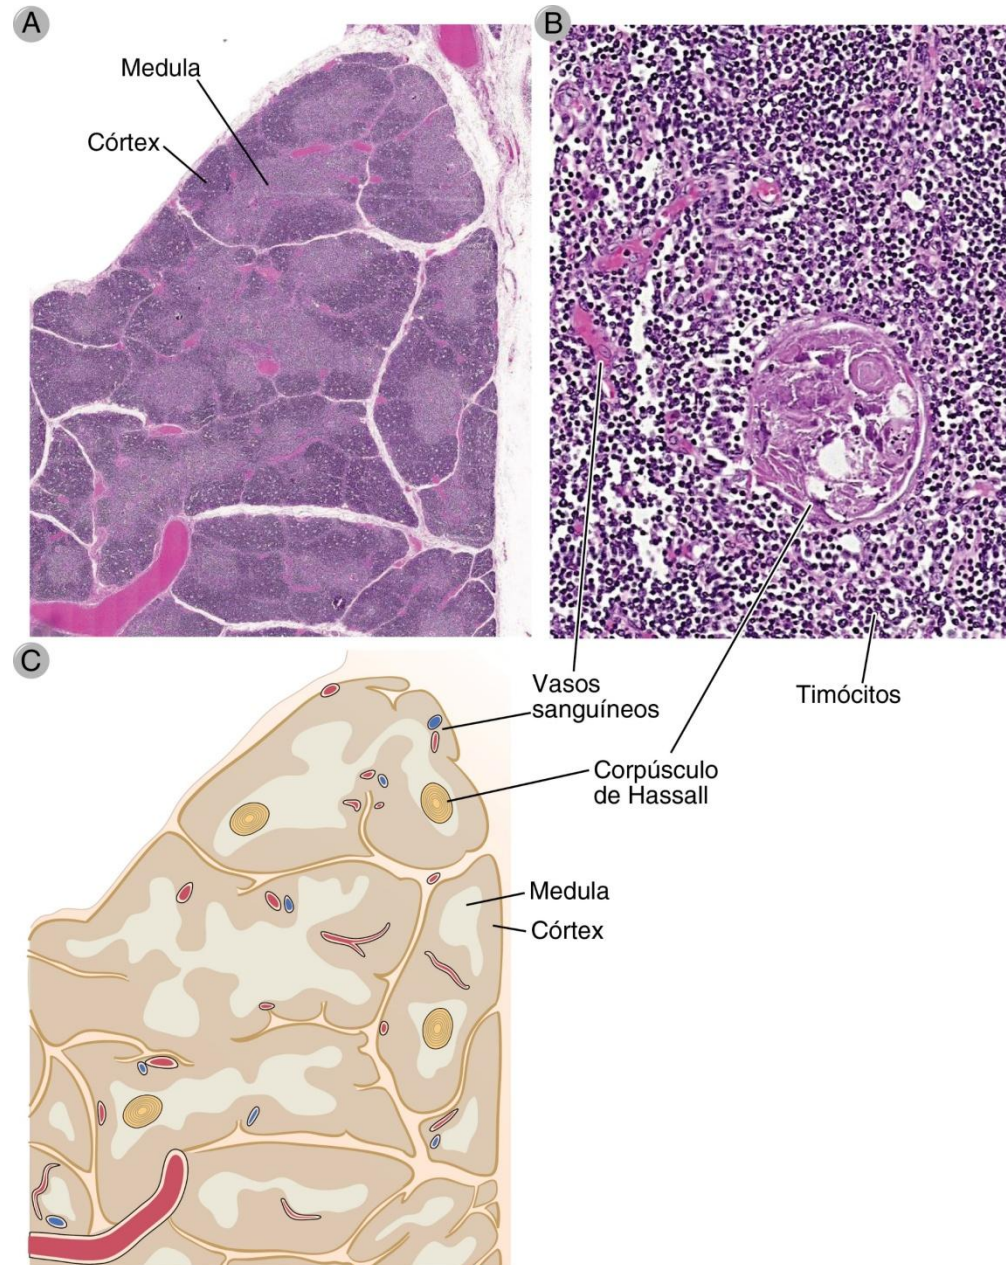 A
Medula
Córtex
B
C
Vasos
sanguíneos
Timócitos
Corpúsculo
de Hassall
Medula
Córtex